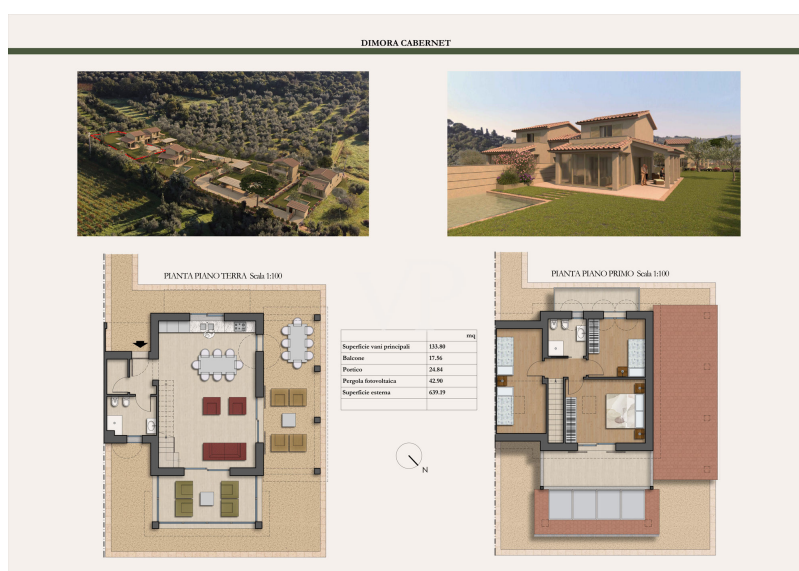 DIMORA CABERNET
PIANTA PIANO TERRA Scala 1:100
PIANTA PIANO PRIMO Scala 1:100
VP
mq
Superficie vani principali 133.80
Balcone 17.56
Portico 24.84
Pergola fotovoltaica 42.90
Superficie esterna 639.19
N